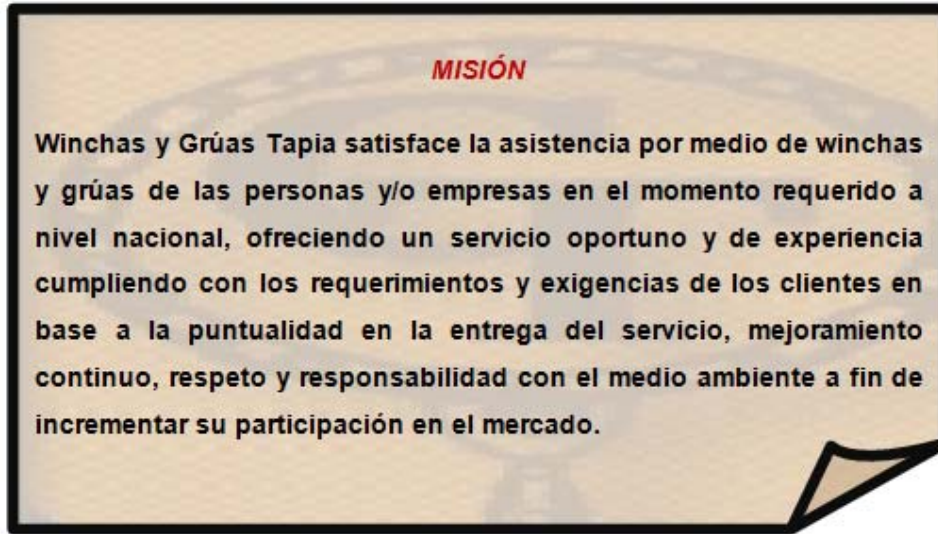 MISIÓN
Winchas y Grúas Tapia satisface la asistencia por medio de winchas
y grúas de las personas y/o empresas en el momento requerido a
nivel nacional, ofreciendo un servicio oportuno y de experiencia
cumpliendo con los requerimientos y exigencias de los clientes en
base a la puntualidad en la entrega del servicio, mejoramiento
continuo, respeto y responsabilidad con el medio ambiente a fin de
incrementar su participación en el mercado.